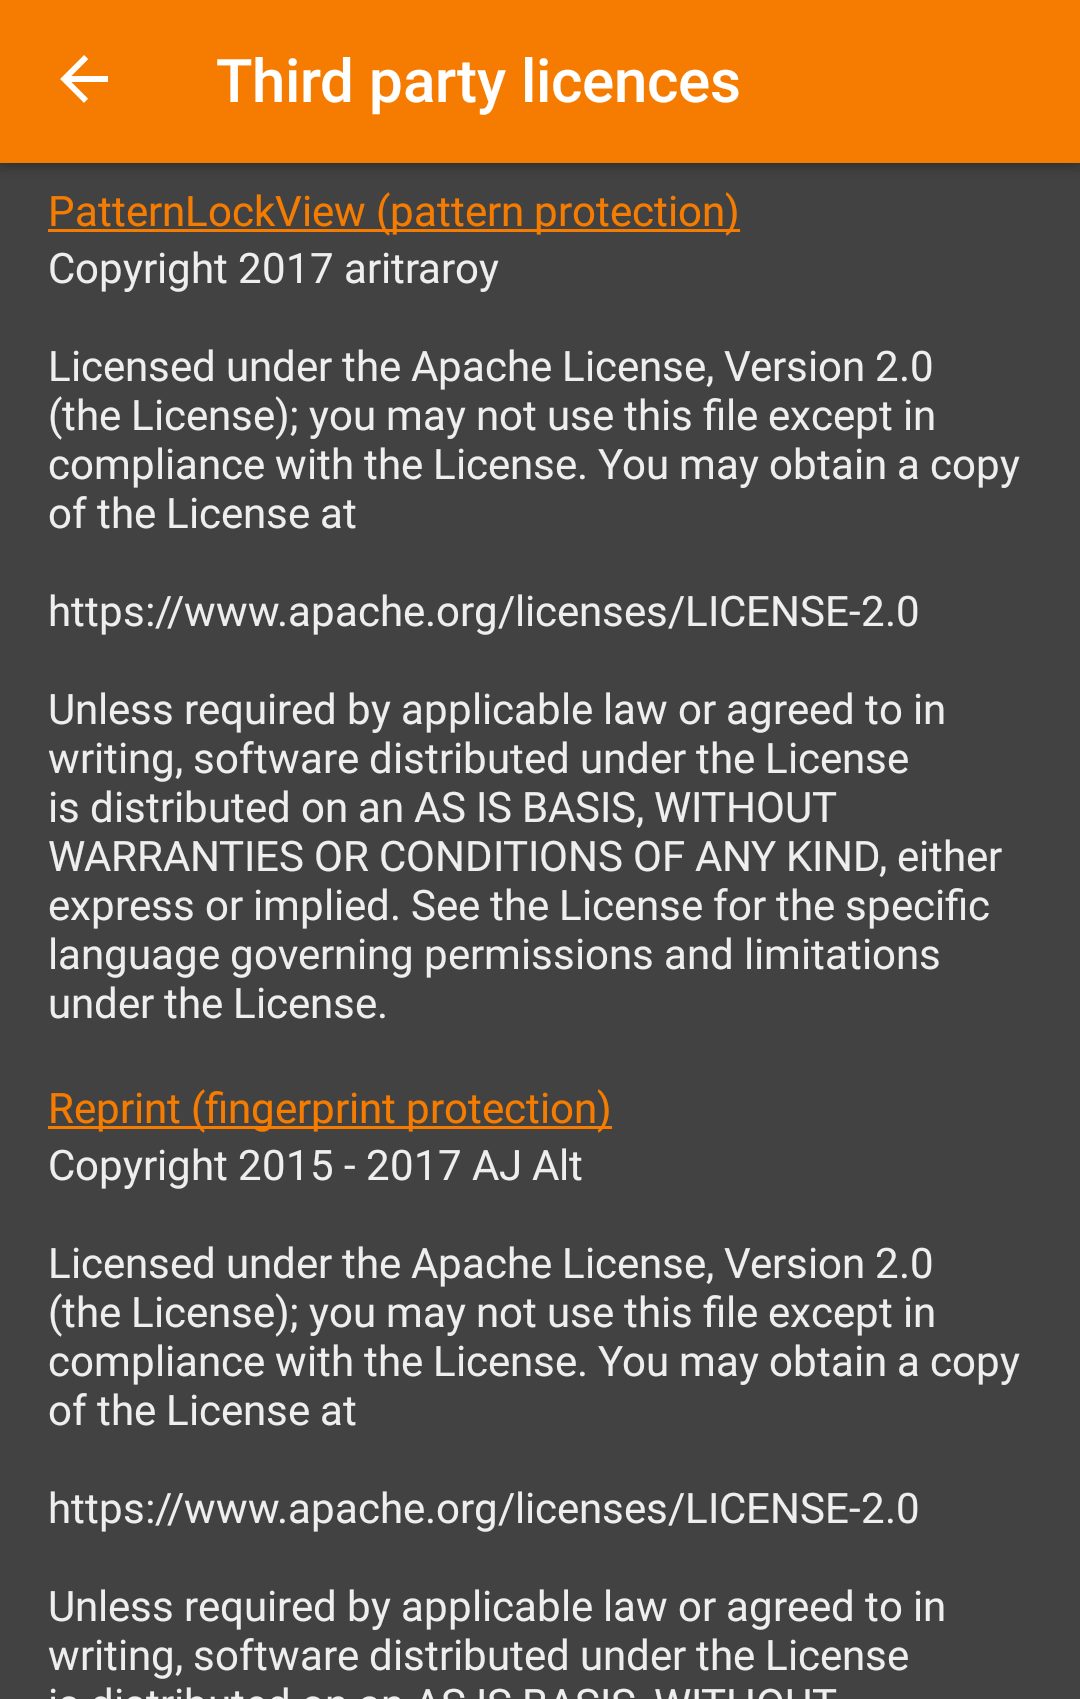 Third party licences
PatternLockView (pattern protection)
Copyright 2017 aritraroy
Licensed under the Apache License, Version 2.0
(the License); you may not use this file except in
compliance with the License. You may obtain a copy
of the License at
https://www.apache.org/licenses/LICENSE-2.0
Unless required by applicable law or agreed to in
writing, software distributed under the License
is distributed on an AS IS BASIS, WITHOUT
WARRANTIES OR CONDITIONS OF ANY KIND, either
express or implied. See the License for the specific
language governing permissions and limitations
under the License.
Reprint (fingerprint protection)
Copyright 2015 - 2017 AJ Alt
Licensed under the Apache License, Version 2.0
(the License); you may not use this file except in
compliance with the License. You may obtain a copy
of the License at
https://www.apache.org/licenses/LICENSE-2.0
Unless required by applicable law or agreed to in
writing, software distributed under the License
is distributed on an AS IS BASIS, WITHOUT